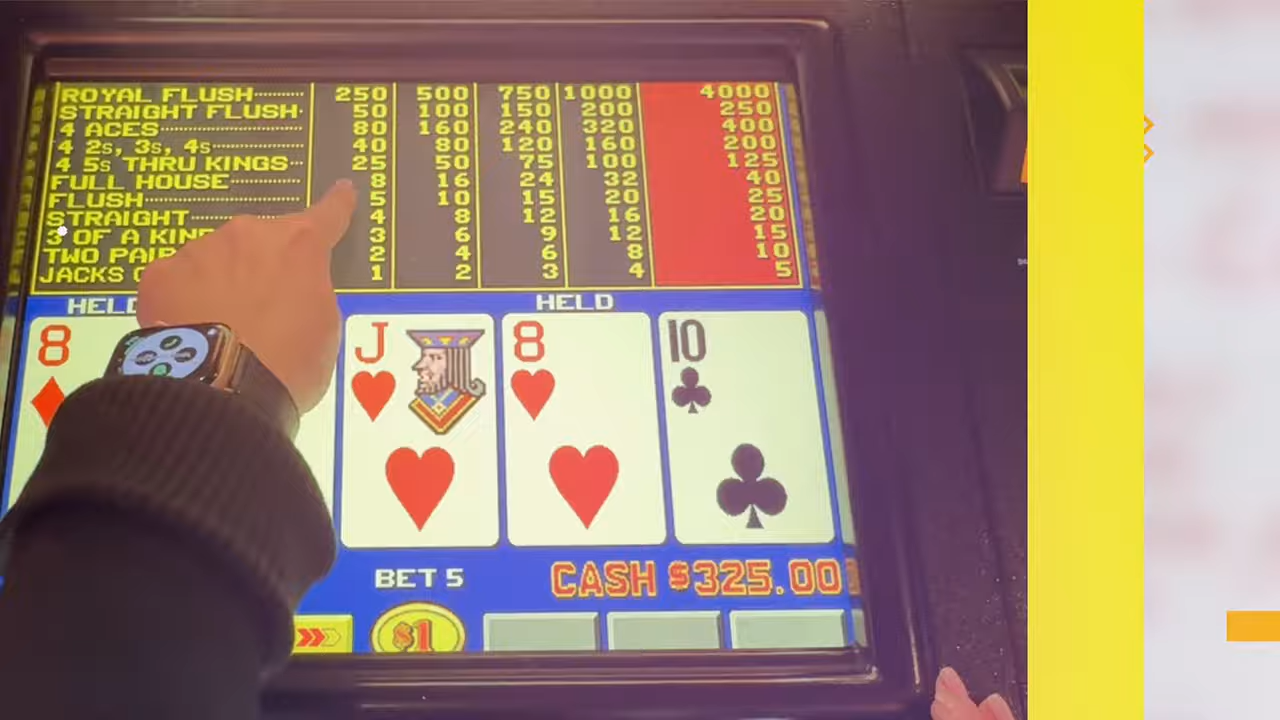 ROYAL FLUSH 250 500 750 1000 4000
STRAIGHT FLUSH 50 100 150 200 250
4 ACES 80 160 240 320 400
4 2s, 3s, 4s 40 80 120 160 200
4 5s THRU KINGS 25 50 75 100 125
FULL HOUSE 8 16 24 32 40
FLUSH 5 10 15 20 25
STRAIGHT 4 8 12 16 20
3 OF A KIN 3 6 9 12 15
TWO PAIR 2 4 6 8 10
JACKS 1 2 3 4 5
HELD HELD
8 J 8 10
BET 5 CASH $325.00
$1